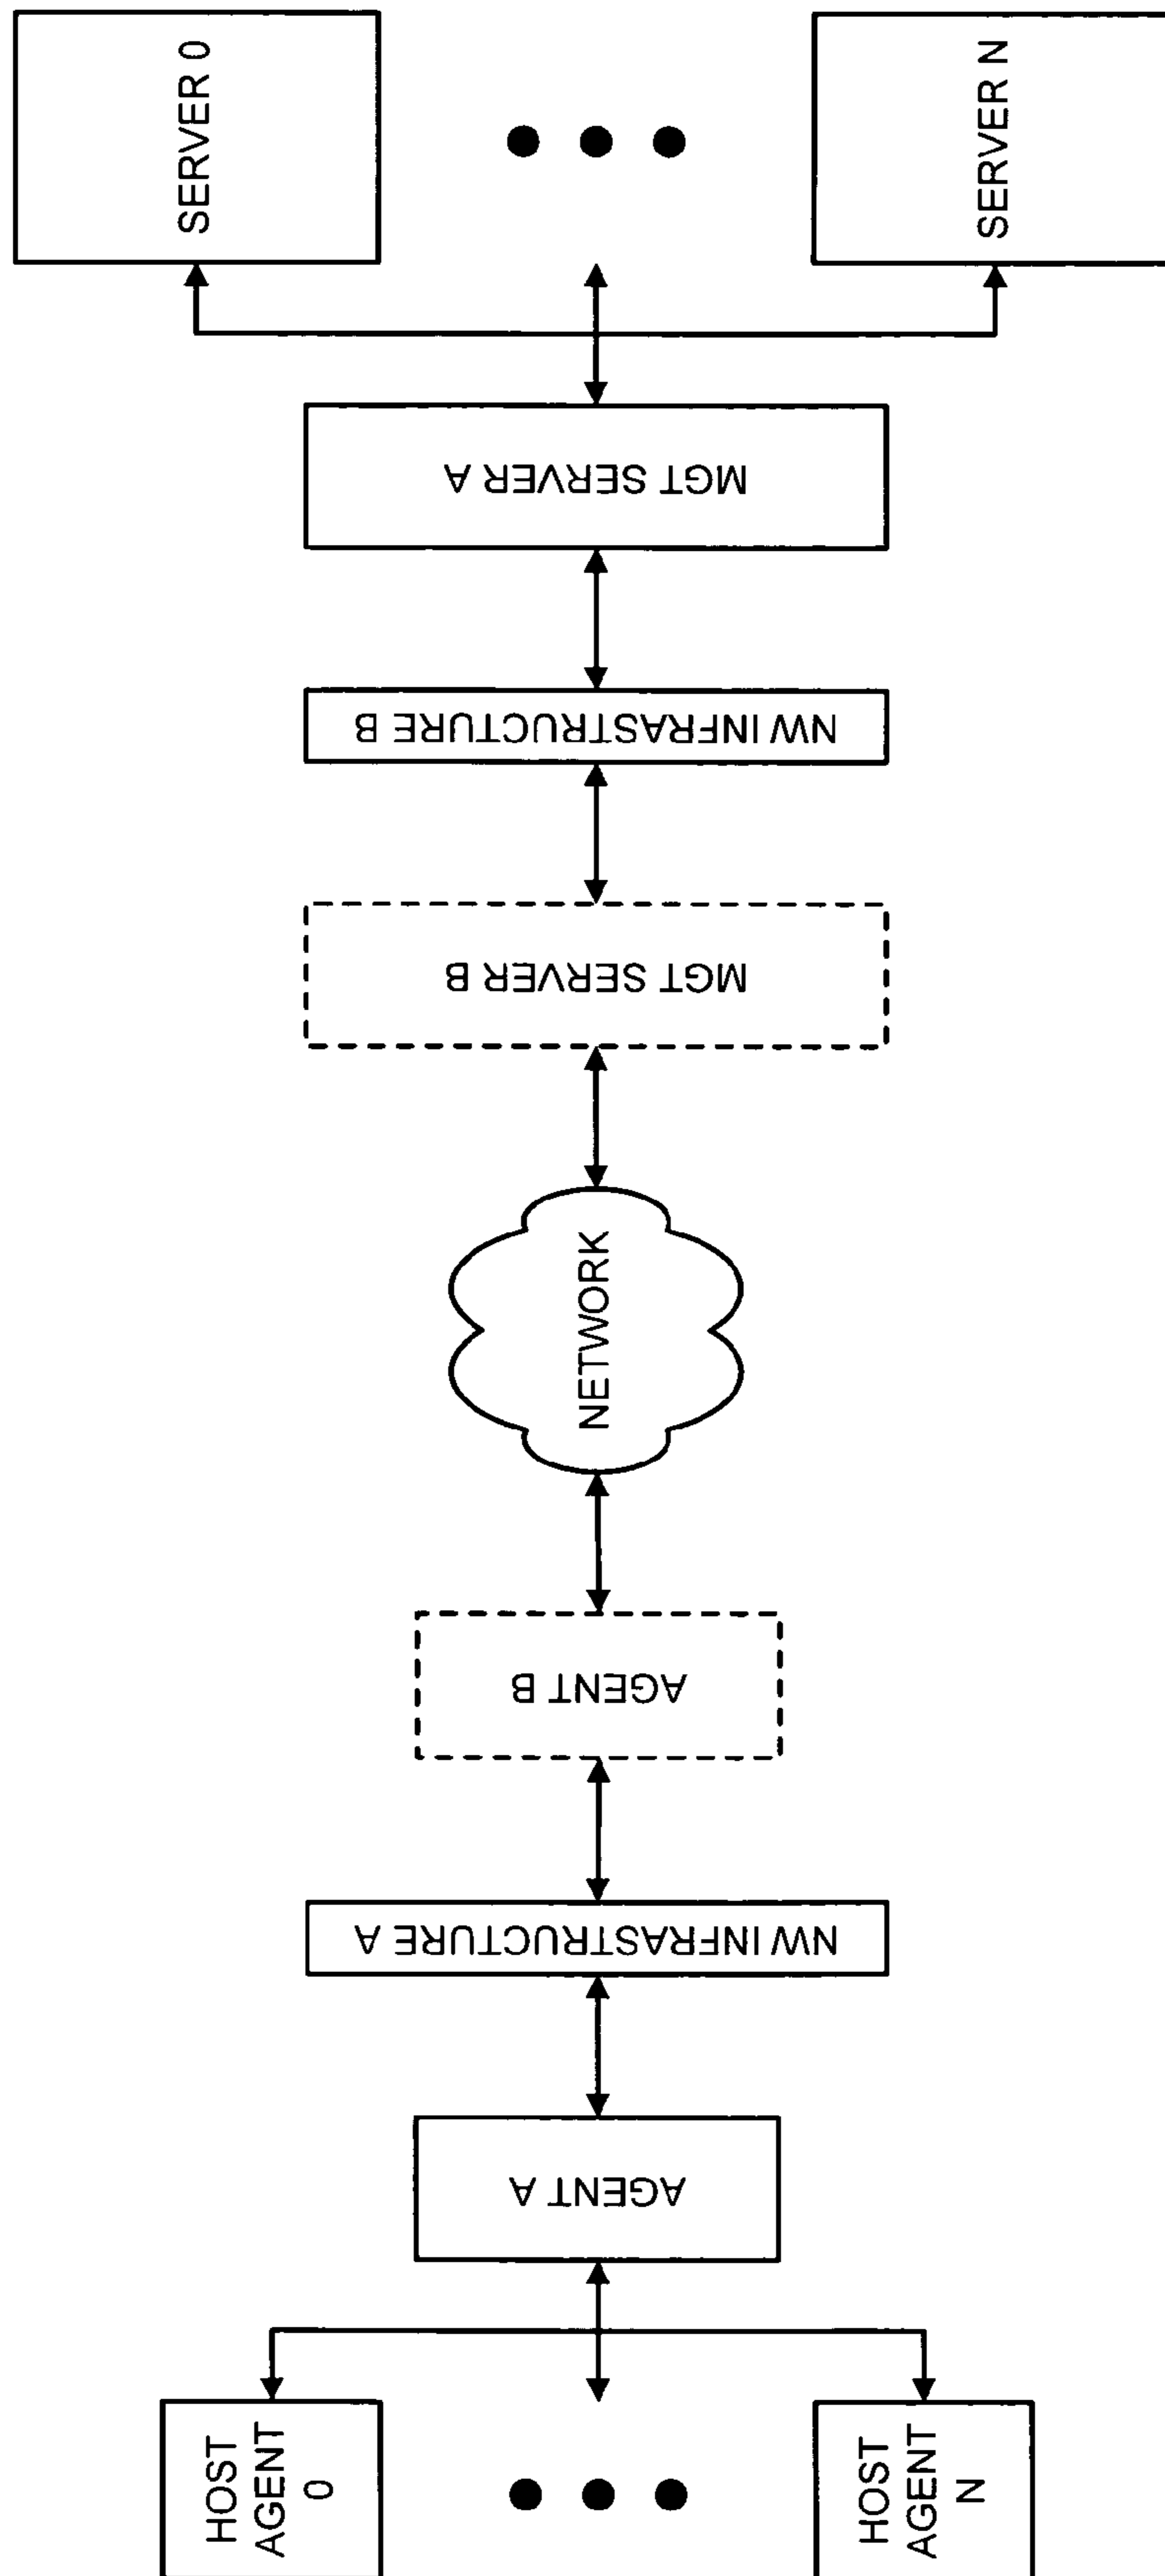 HOST
AGENT
0
HOST
AGENT
N
AGENT A
NW INFRASTRUCTURE A
AGENT B
NETWORK
MGT SERVER B
NW INFRASTRUCTURE B
MGT SERVER A
SERVER 0
SERVER N